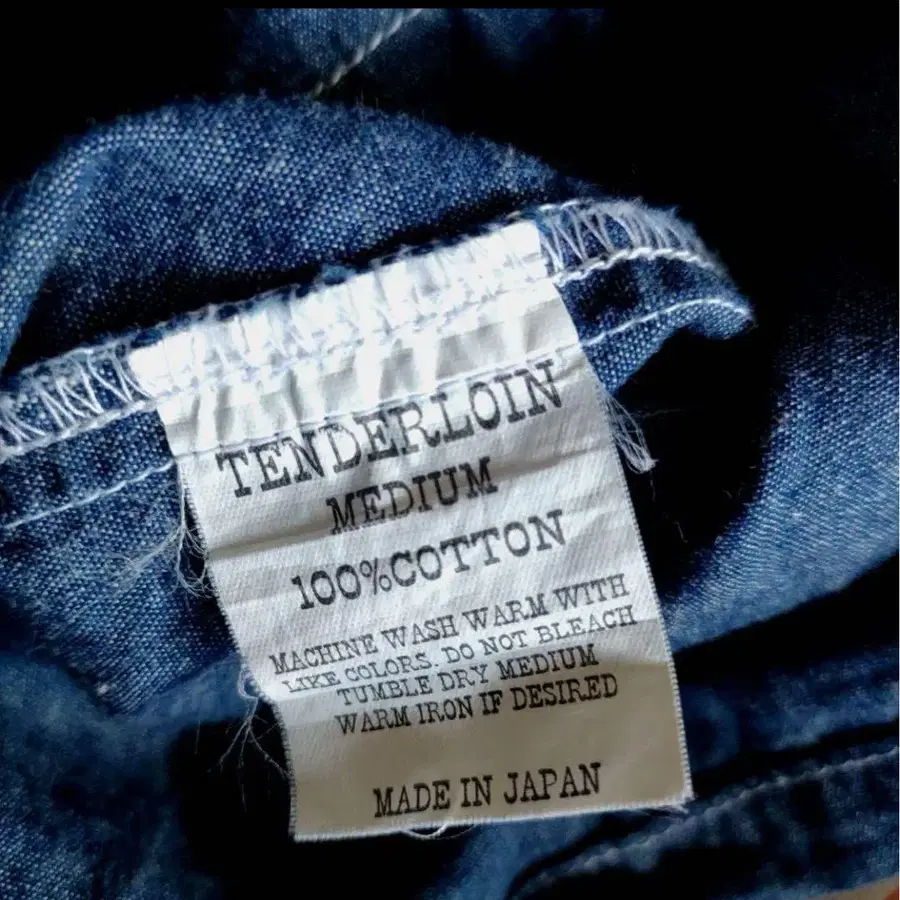 TENDERLOIN
MEDIUM
100%COTTON
MACHINE WASH WARM WITH
LIKE COLORS. DO NOT BLEACH
TUMBLE DRY MEDIUM
WARM IRON IF DESIRED
MADE IN JAPAN